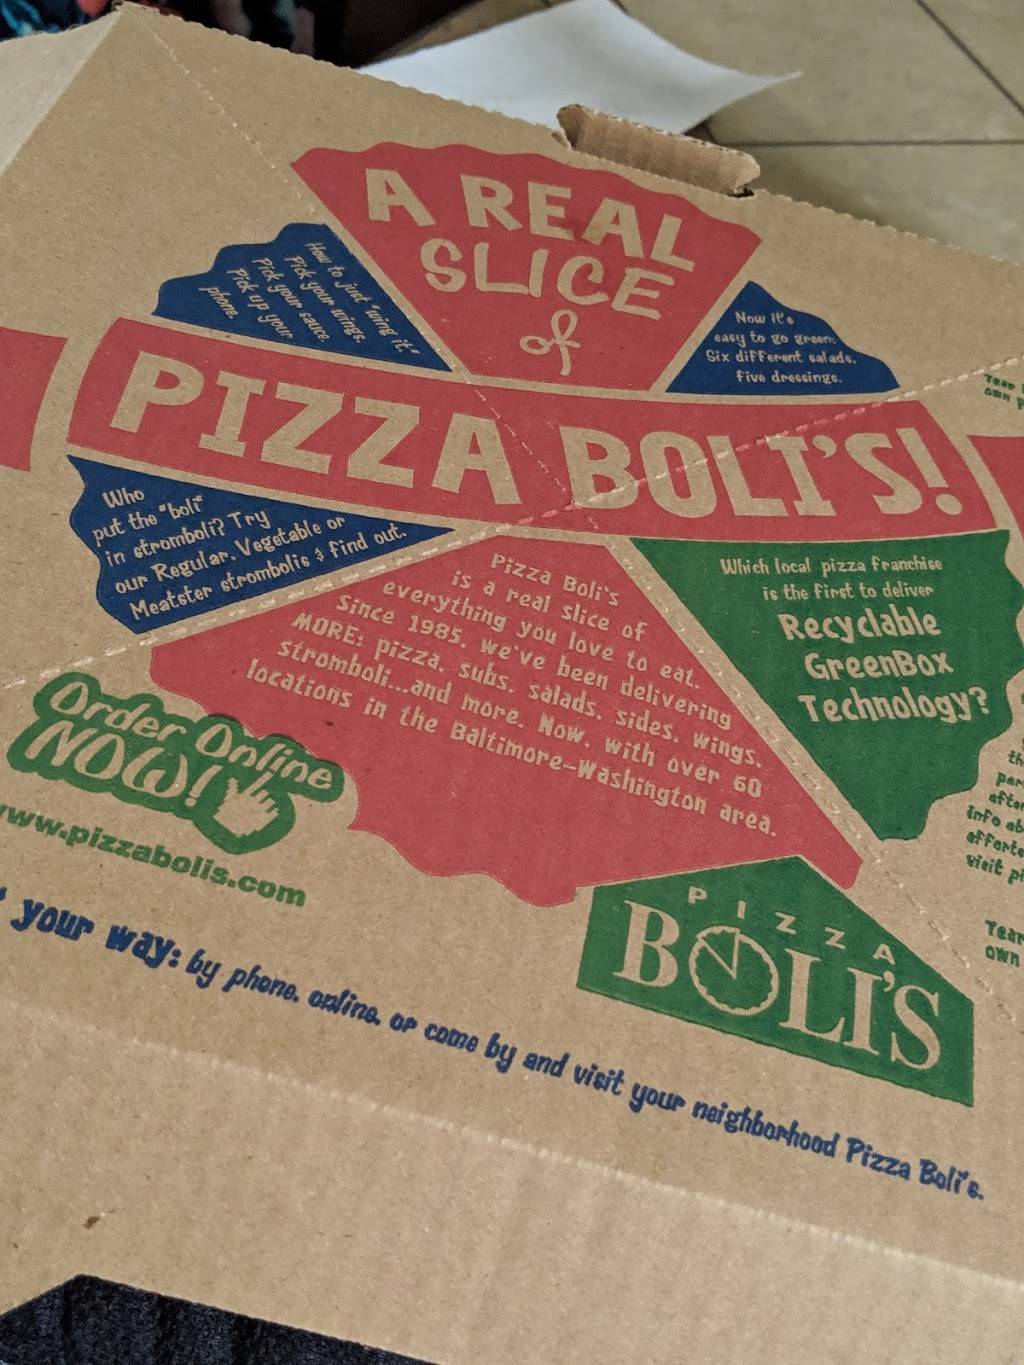 A REAL
SLICE
of
PIZZA BOLI'S!
How to just "wing it."
Pick your wings.
Pick your sauce.
Pick up your
phone.
Now it's
easy to go green.
Six different salads.
Five dressings.
Who
put the "boli"
in stromboli? Try
our Regular, Vegetable or
Meatster strombolis & find out.
Pizza Boli's
is a real slice of
everything you love to eat.
Since 1985, we've been delivering
MORE: pizza, subs, salads, sides, wings,
stromboli...and more. Now, with over 60
locations in the Baltimore-Washington area.
Which local pizza franchise
is the first to deliver
Recyclable
GreenBox
Technology?
Order Online
NOW!
www.pizzabolis.com
PIZZA
BOLI'S
your way: by phone, online, or come by and visit your neighborhood Pizza Boli's.
Tear
own
info
visit
Tear
own